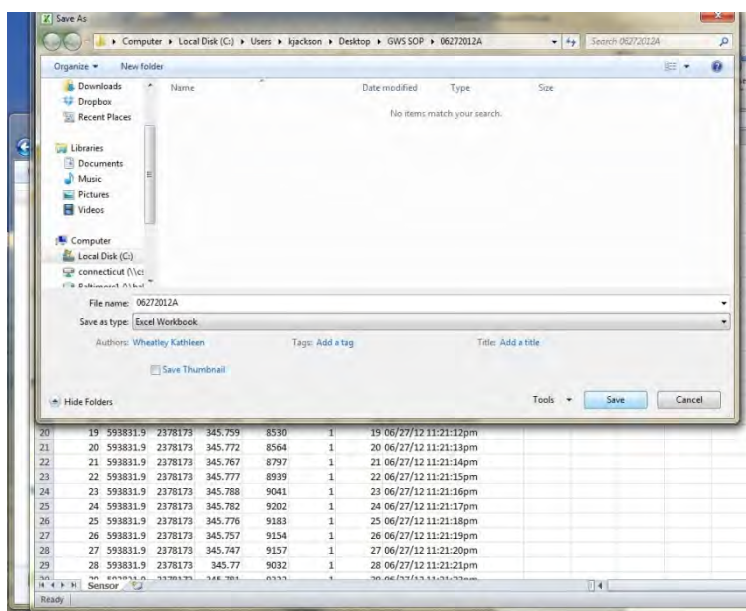 Save As
Computer ▸ Local Disk (C:) ▸ Users ▸ kjackson ▸ Desktop ▸ GWS SOP ▸ 06272012A Search 06272012A
Organize New folder
Name Date modified Type Size
No items match your search.
Downloads
Dropbox
Recent Places
Libraries
Documents
Music
Pictures
Videos
Computer
Local Disk (C:)
connecticut (\\c
File name: 06272012A
Save as type: Excel Workbook
Authors: Wheatley Kathleen Tags: Add a tag Title: Add a title
Save Thumbnail
Hide Folders Tools Save Cancel
20 19 593831.9 2378173 345.759 8530 1 19 06/27/12 11:21:12pm
21 20 593831.9 2378173 345.772 8564 1 20 06/27/12 11:21:13pm
22 21 593831.9 2378173 345.767 8797 1 21 06/27/12 11:21:14pm
23 22 593831.9 2378173 345.777 8939 1 22 06/27/12 11:21:15pm
24 23 593831.9 2378173 345.788 9041 1 23 06/27/12 11:21:16pm
25 24 593831.9 2378173 345.782 9202 1 24 06/27/12 11:21:17pm
26 25 593831.9 2378173 345.776 9183 1 25 06/27/12 11:21:18pm
27 26 593831.9 2378173 345.757 9154 1 26 06/27/12 11:21:19pm
28 27 593831.9 2378173 345.747 9157 1 27 06/27/12 11:21:20pm
29 28 593831.9 2378173 345.77 9032 1 28 06/27/12 11:21:21pm
Sensor
Ready